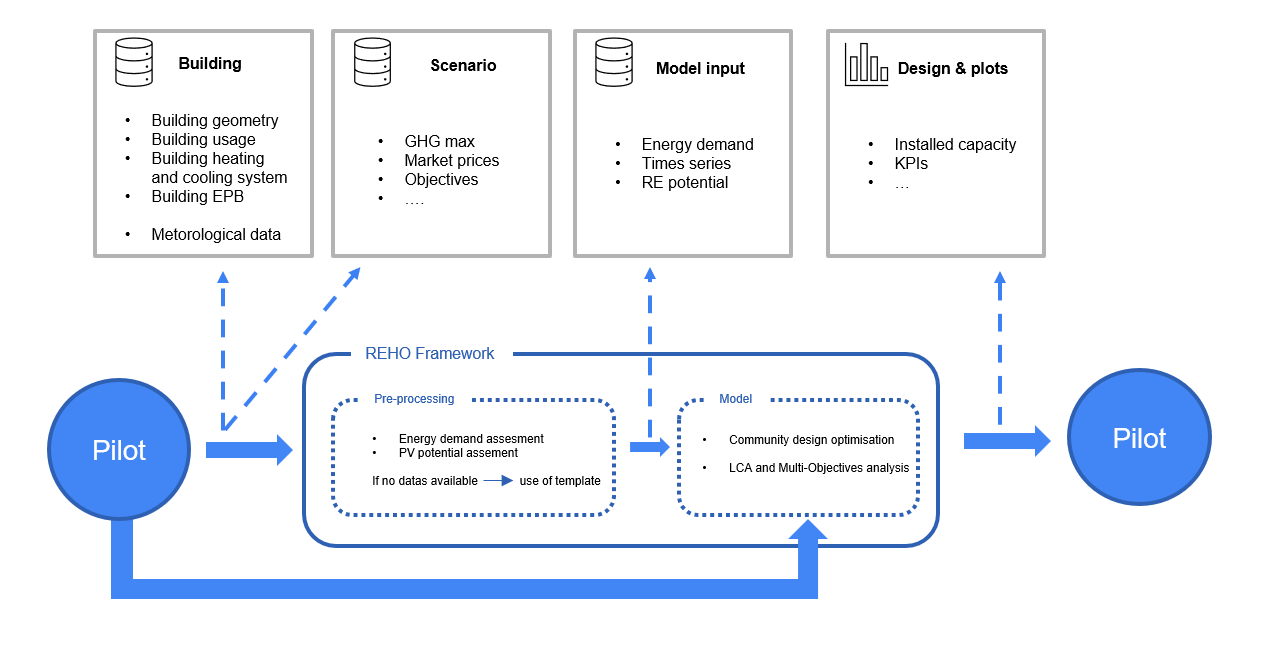 Building
• Building geometry
• Building usage
• Building heating
and cooling system
• Building EPB
• Metorological data
Scenario
• GHG max
• Market prices
• Objectives
• ….
Model input
• Energy demand
• Times series
• RE potential
Design & plots
• Installed capacity
• KPIs
• …
Pilot
REHO Framework
Pre-processing
• Energy demand assesment
• PV potential assement
If no datas available use of template
Model
• Community design optimisation
• LCA and Multi-Objectives analysis
Pilot